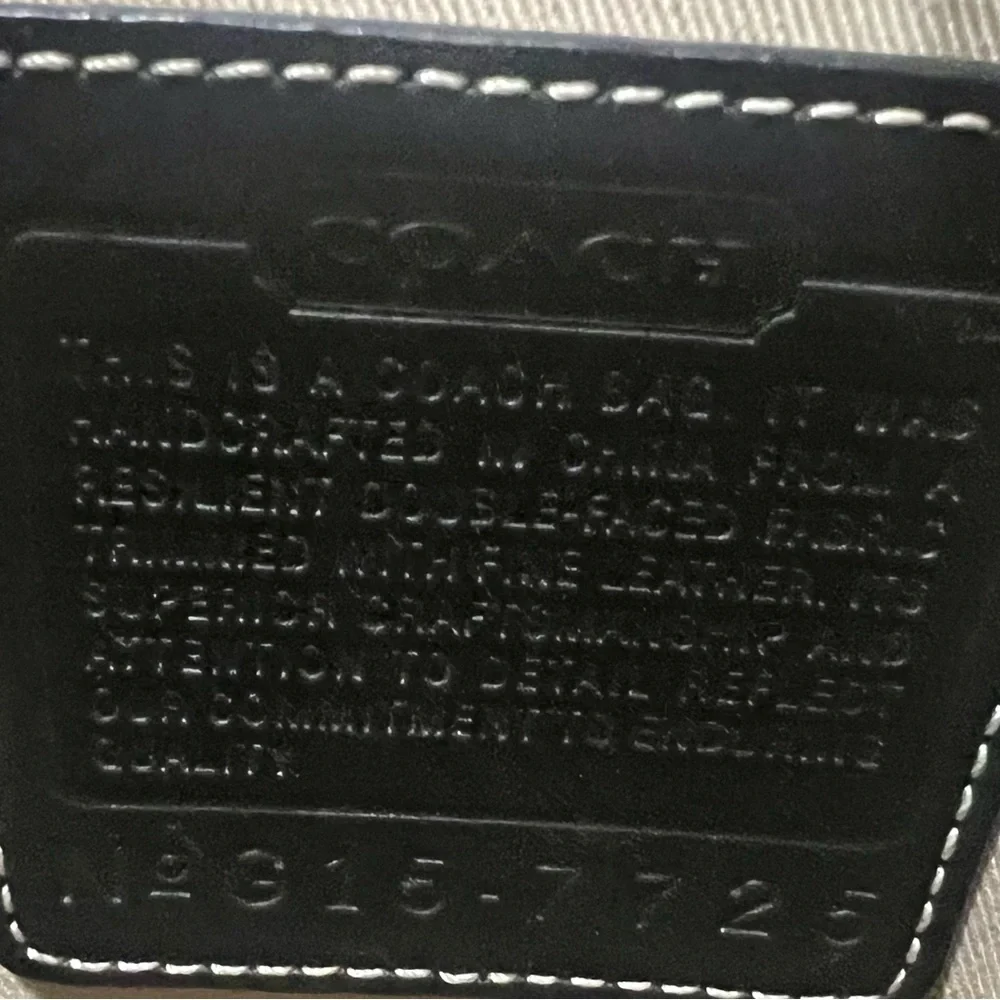 COACH
THIS IS A COACH BAG. IT WAS
HANDCRAFTED IN CHINA FROM A
RESILIENT DOUBLE-FACED FABRIC
TRIMMED WITH FINE LEATHER. ITS
SUPERIOR CRAFTSMANSHIP AND
ATTENTION TO DETAIL REFLECT
OUR COMMITMENT TO ENDURING
QUALITY.
Nº G15-7725